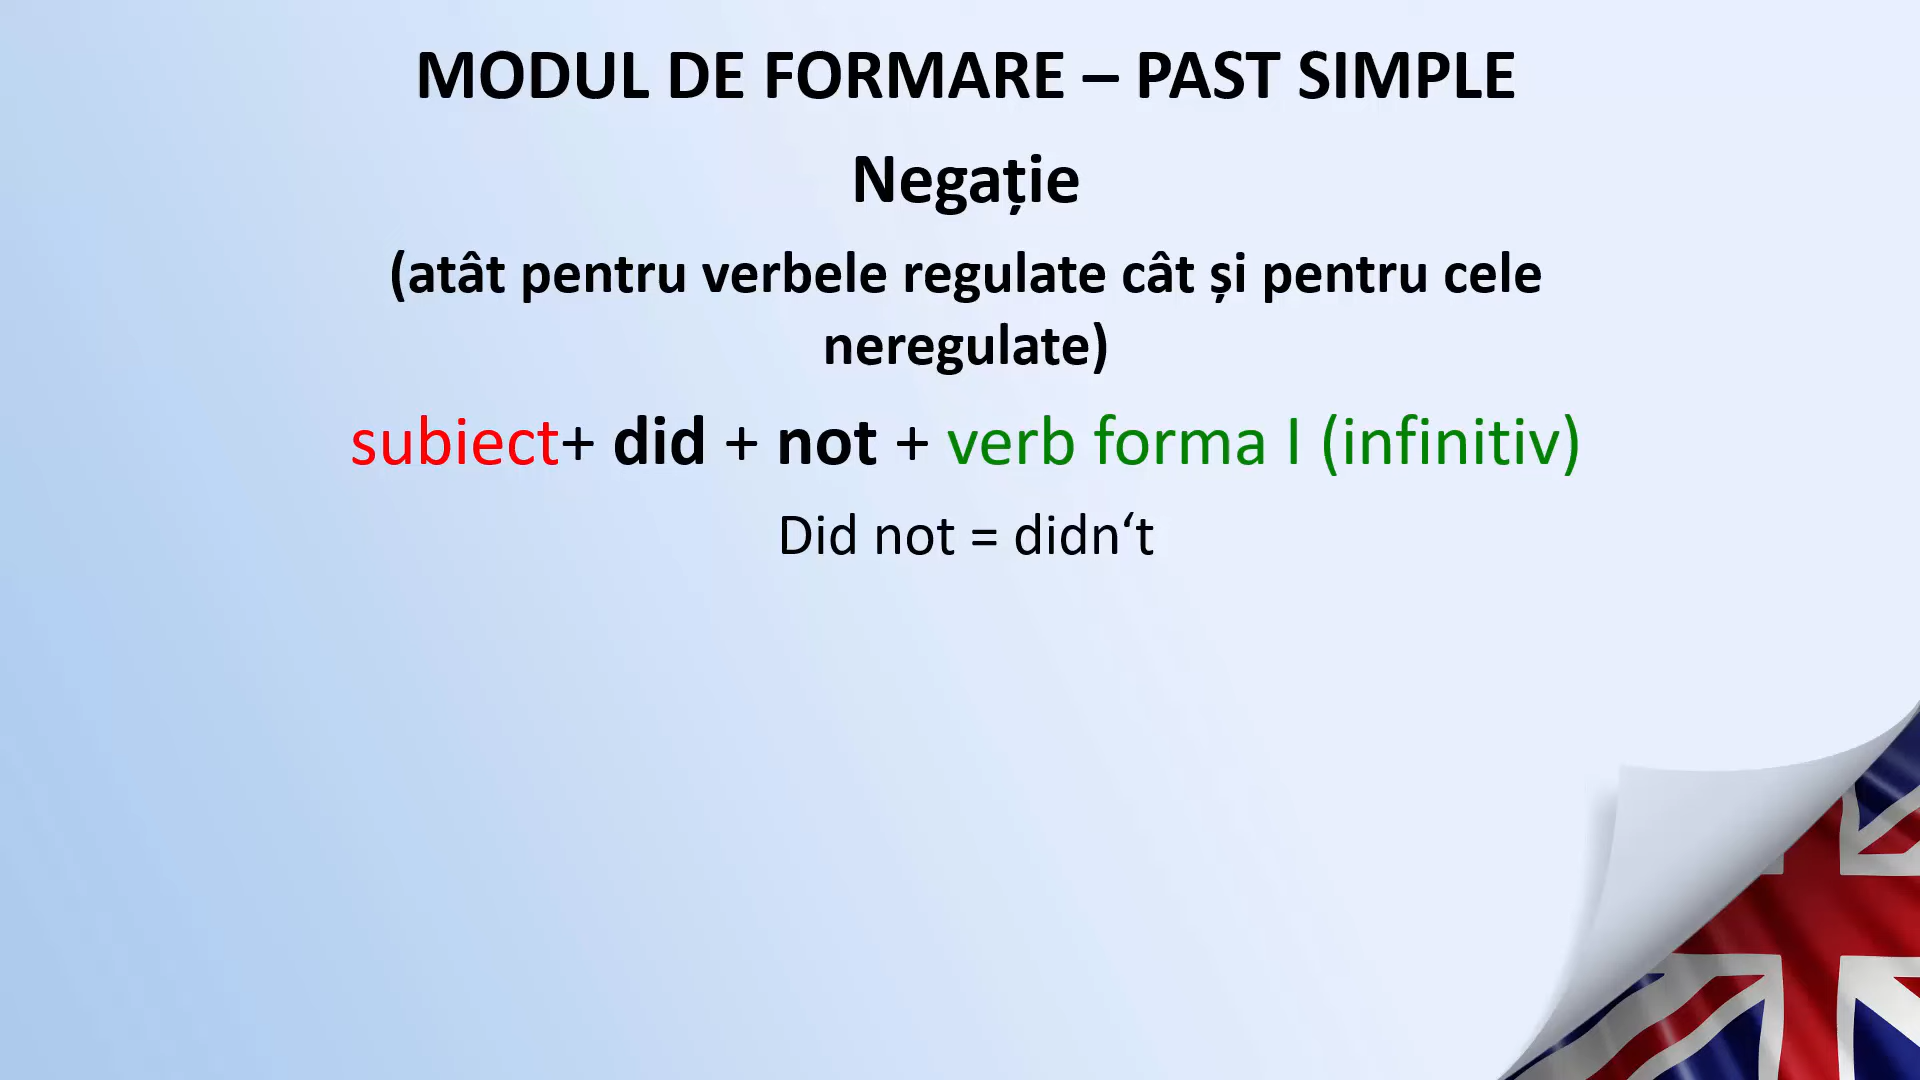 MODUL DE FORMARE – PAST SIMPLE
Negație
(atât pentru verbele regulate cât și pentru cele
neregulate)
subiect+ did + not + verb forma I (infinitiv)
Did not = didn‘t